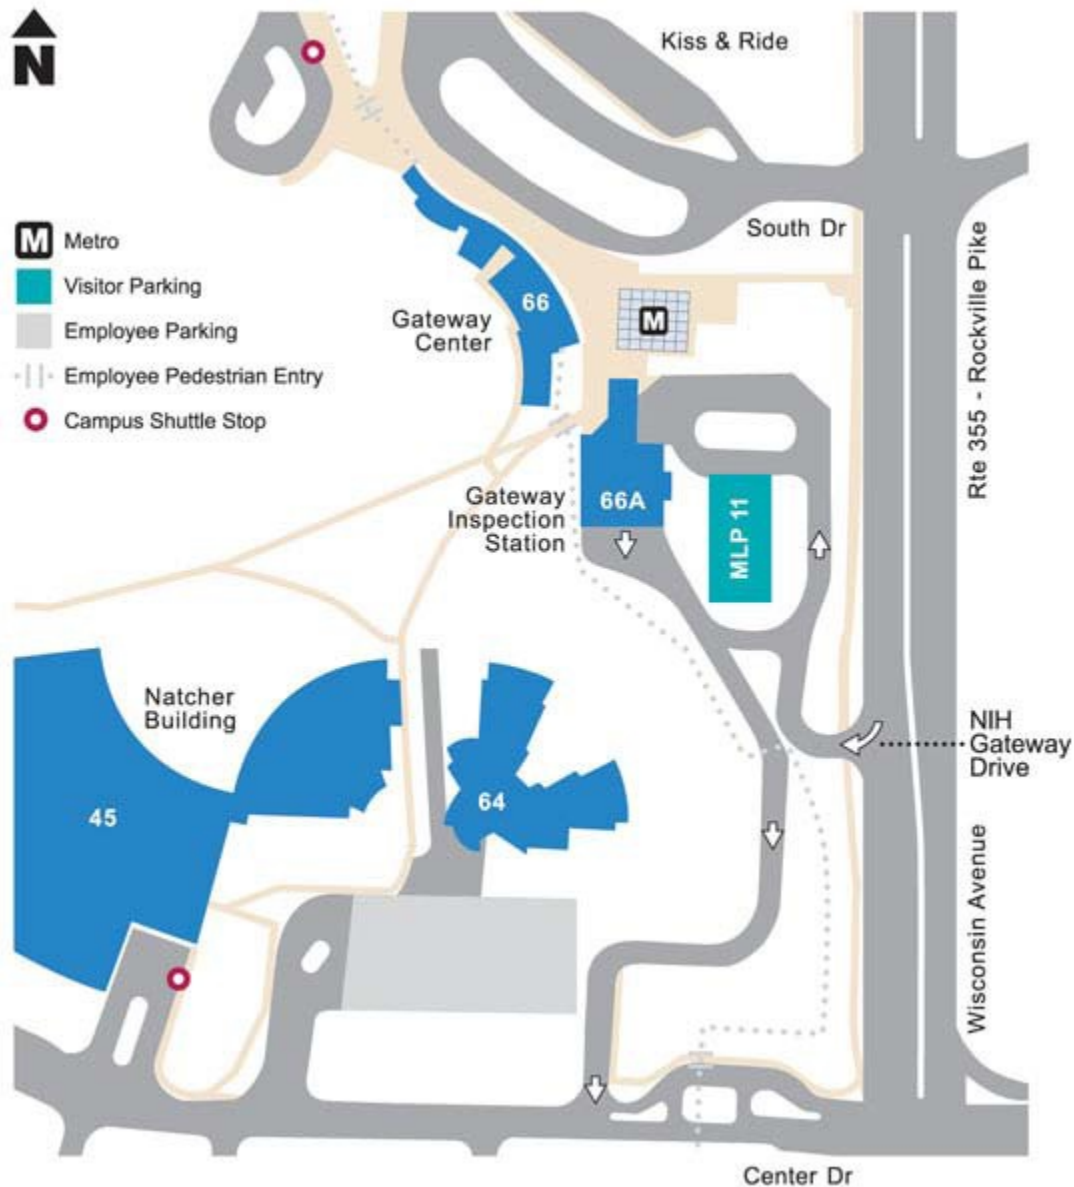 N
Kiss & Ride
South Dr
M
Metro
Visitor Parking
Employee Parking
Employee Pedestrian Entry
Campus Shuttle Stop
66
Gateway
Center
M
Rte 355 - Rockville Pike
Gateway
Inspection
Station
66A
MLP 11
Natcher
Building
NIH
Gateway
Drive
45
64
Wisconsin Avenue
Center Dr